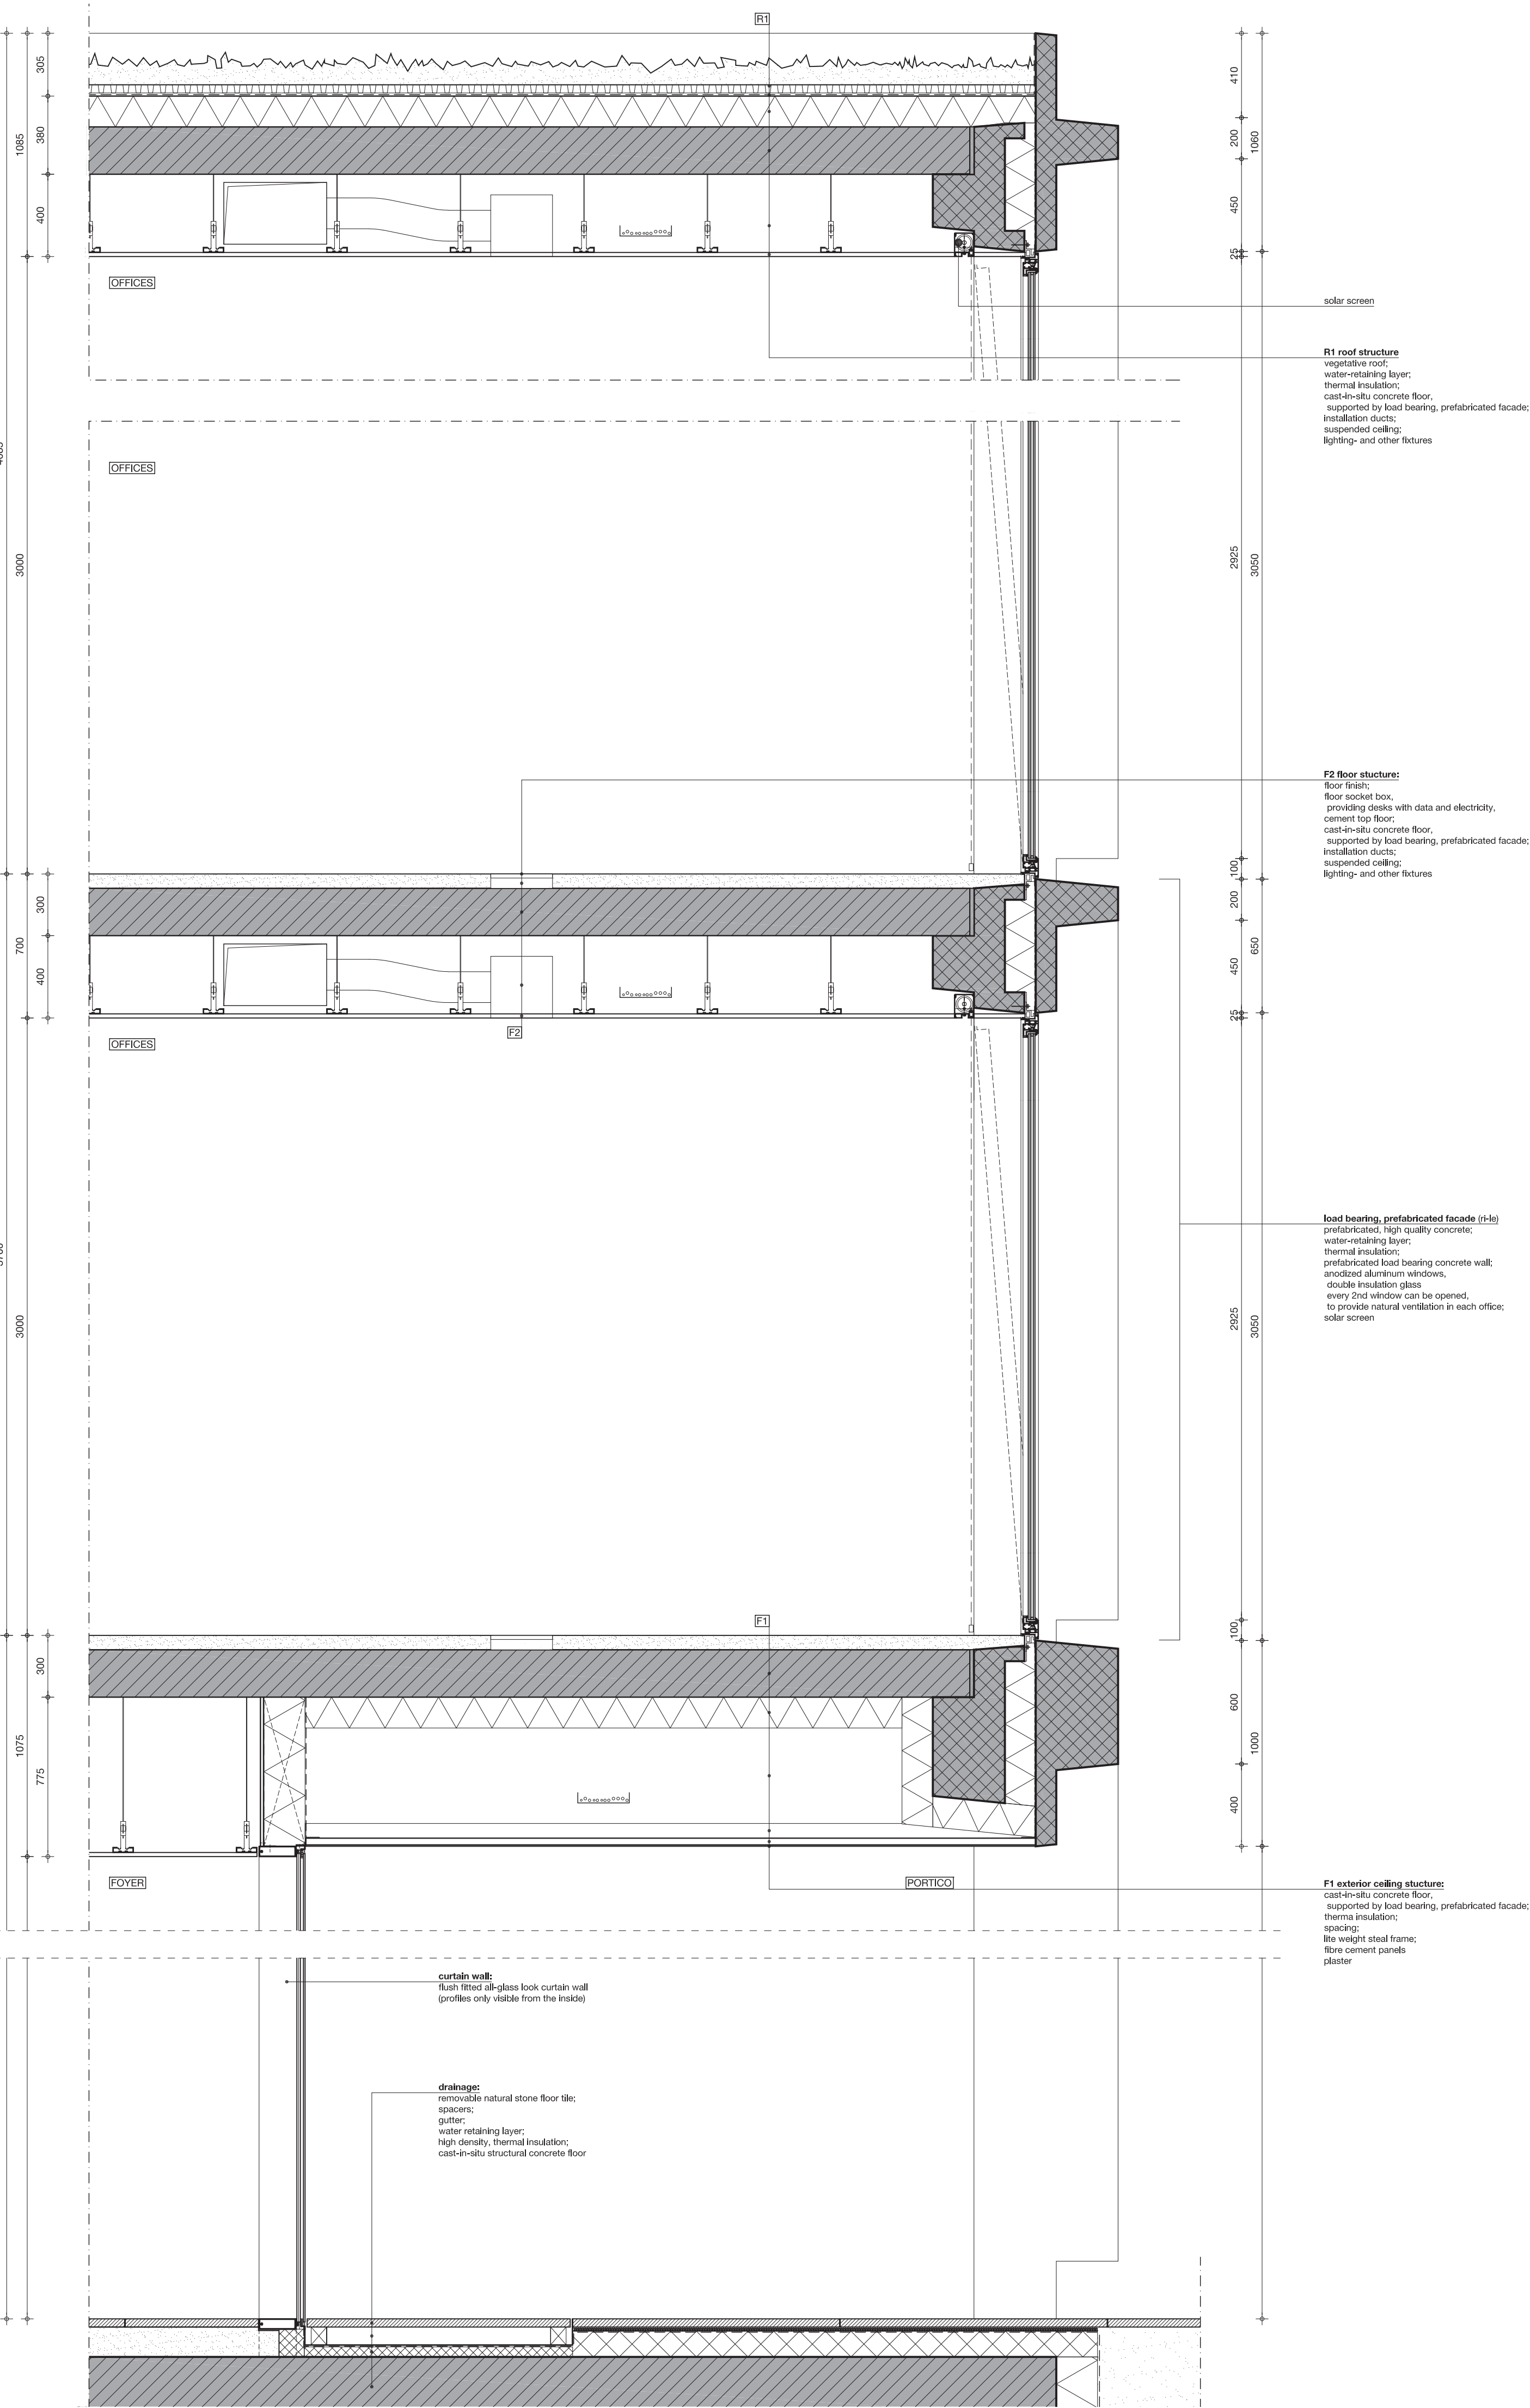 R1
305
1085
380
400
410
200
1060
450
25
OFFICES
solar screen
R1 roof structure
vegetative roof;
water-retaining layer;
thermal insulation;
cast-in-situ concrete floor,
supported by load bearing, prefabricated facade;
installation ducts;
suspended ceiling;
lighting- and other fixtures
OFFICES
3000
2925
3050
F2 floor stucture:
floor finish;
floor socket box,
providing desks with data and electricity,
cement top floor;
cast-in-situ concrete floor,
supported by load bearing, prefabricated facade;
installation ducts;
suspended ceiling;
lighting- and other fixtures
300
700
400
100
200
650
450
25
F2
OFFICES
load bearing, prefabricated facade (ri-le)
prefabricated, high quality concrete;
water-retaining layer;
thermal insulation;
prefabricated load bearing concrete wall;
anodized aluminum windows,
double insulation glass
every 2nd window can be opened,
to provide natural ventilation in each office;
solar screen
3000
2925
3050
F1
300
1075
775
100
600
1000
400
FOYER
PORTICO
F1 exterior ceiling stucture:
cast-in-situ concrete floor,
supported by load bearing, prefabricated facade;
therma insulation;
spacing;
lite weight steal frame;
fibre cement panels
plaster
curtain wall:
flush fitted all-glass look curtain wall
(profiles only visible from the inside)
drainage:
removable natural stone floor tile;
spacers;
gutter;
water retaining layer;
high density, thermal insulation;
cast-in-situ structural concrete floor